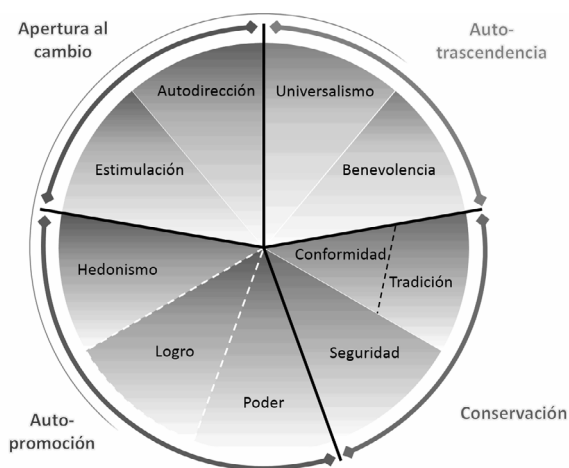 Apertura al
cambio
Auto-
trascendencia
Autodirección
Universalismo
Estimulación
Benevolencia
Conformidad
Tradición
Hedonismo
Logro
Seguridad
Poder
Auto-
promoción
Conservación